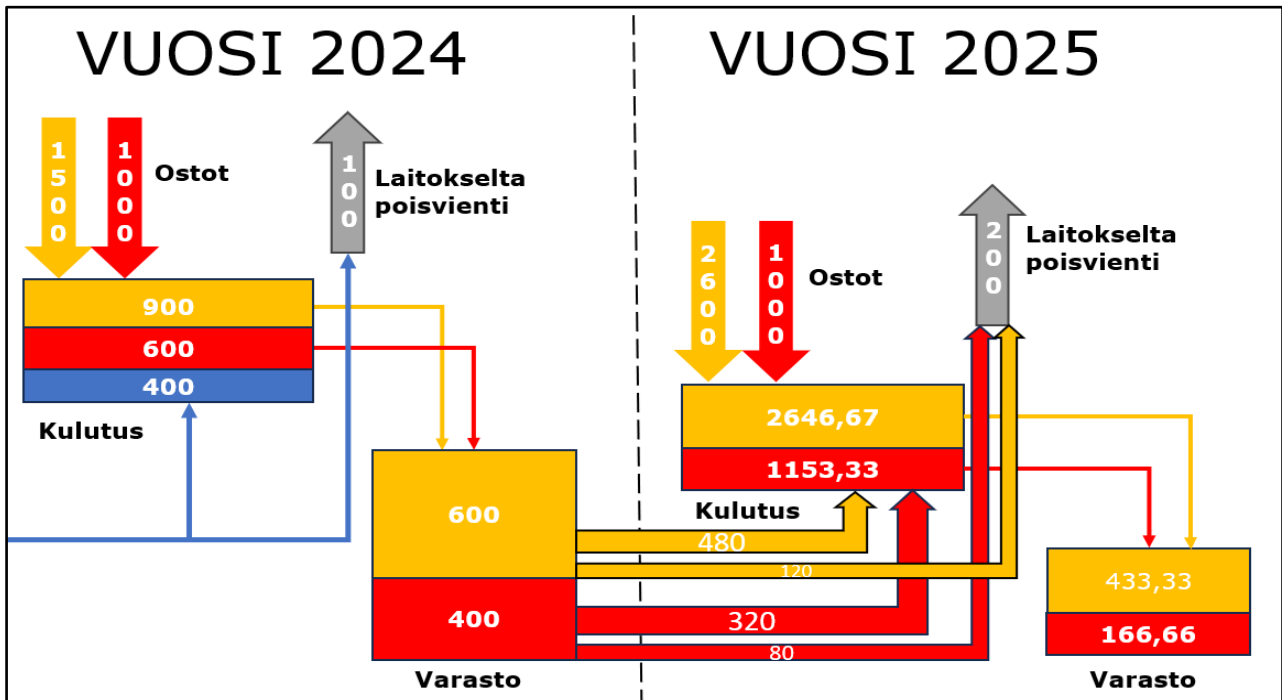 VUOSI 2024
1500
1000
Ostot
100
Laitokselta
poisvienti
900
600
400
Kulutus
600
400
Varasto
480
120
320
80
VUOSI 2025
2600
1000
Ostot
200
Laitokselta
poisvienti
2646,67
1153,33
Kulutus
433,33
166,66
Varasto